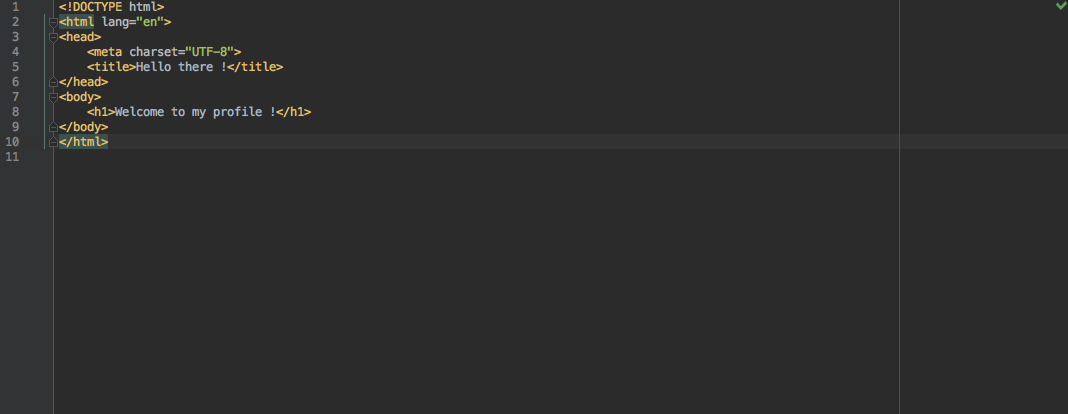 1 <!DOCTYPE html>
2 <html lang="en">
3 <head>
4     <meta charset="UTF-8">
5     <title>Hello there !</title>
6 </head>
7 <body>
8     <h1>Welcome to my profile !</h1>
9 </body>
10 </html>
11